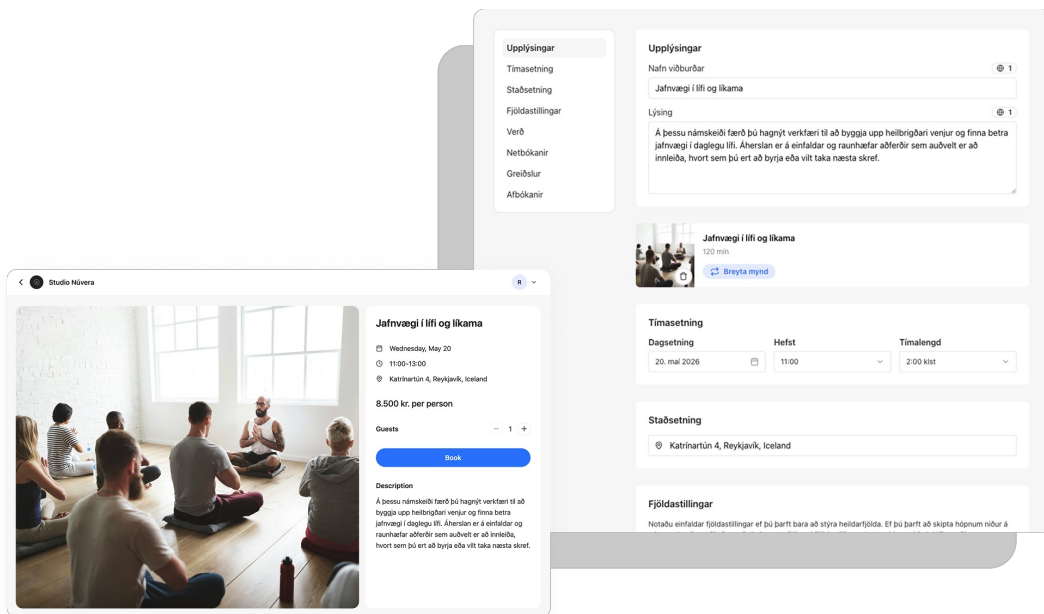 Upplýsingar
Tímasetning
Staðsetning
Fjöldastillingar
Verð
Netbókanir
Greiðslur
Afbókanir
Upplýsingar
Nafn viðburðar
1
Jafnvægi í lífi og líkama
Lýsing
1
Á þessu námskeiði færð þú hagnýt verkfæri til að byggja upp heilbrigðari venjur og finna betra
jafnvægi í daglegu lífi. Áherslan er á einfaldar og raunhæfar aðferðir sem auðvelt er að
innleiða, hvort sem þú ert að byrja eða vilt taka næsta skref.
Jafnvægi í lífi og líkama
120 mín
Breyta mynd
Tímasetning
Dagsetning
Hefst
Tímalengd
20. maí 2026
11:00
2:00 klst
Staðsetning
Katrínartún 4, Reykjavík, Iceland
Fjöldastillingar
Notaðu einfaldar fjöldastillingar ef þú þarft bara að stýra heildarfjölda. Ef þú þarft að skipta hópnum niður á
Studio Núvera
R
Jafnvægi í lífi og líkama
Wednesday, May 20
11:00-13:00
Katrínartún 4, Reykjavík, Iceland
8.500 kr. per person
Guests
− 1 +
Book
Description
Á þessu námskeiði færð þú hagnýt verkfæri til að
byggja upp heilbrigðari venjur og finna betra
jafnvægi í daglegu lífi. Áherslan er á einfaldar og
raunhæfar aðferðir sem auðvelt er að innleiða,
hvort sem þú ert að byrja eða vilt taka næsta skref.